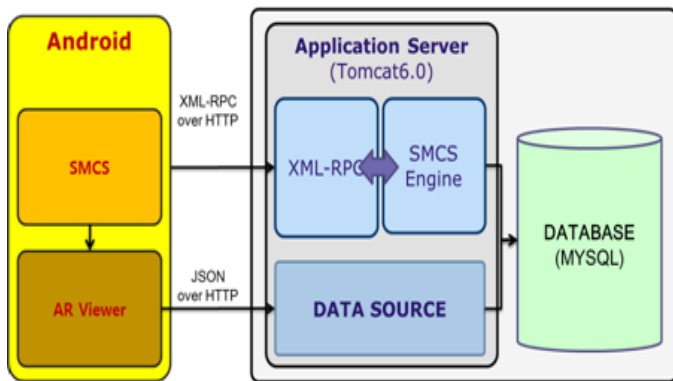 Android
SMCS
AR Viewer
XML-RPC
over HTTP
JSON
over HTTP
Application Server
(Tomcat6.0)
XML-RPC
SMCS
Engine
DATA SOURCE
DATABASE
(MYSQL)